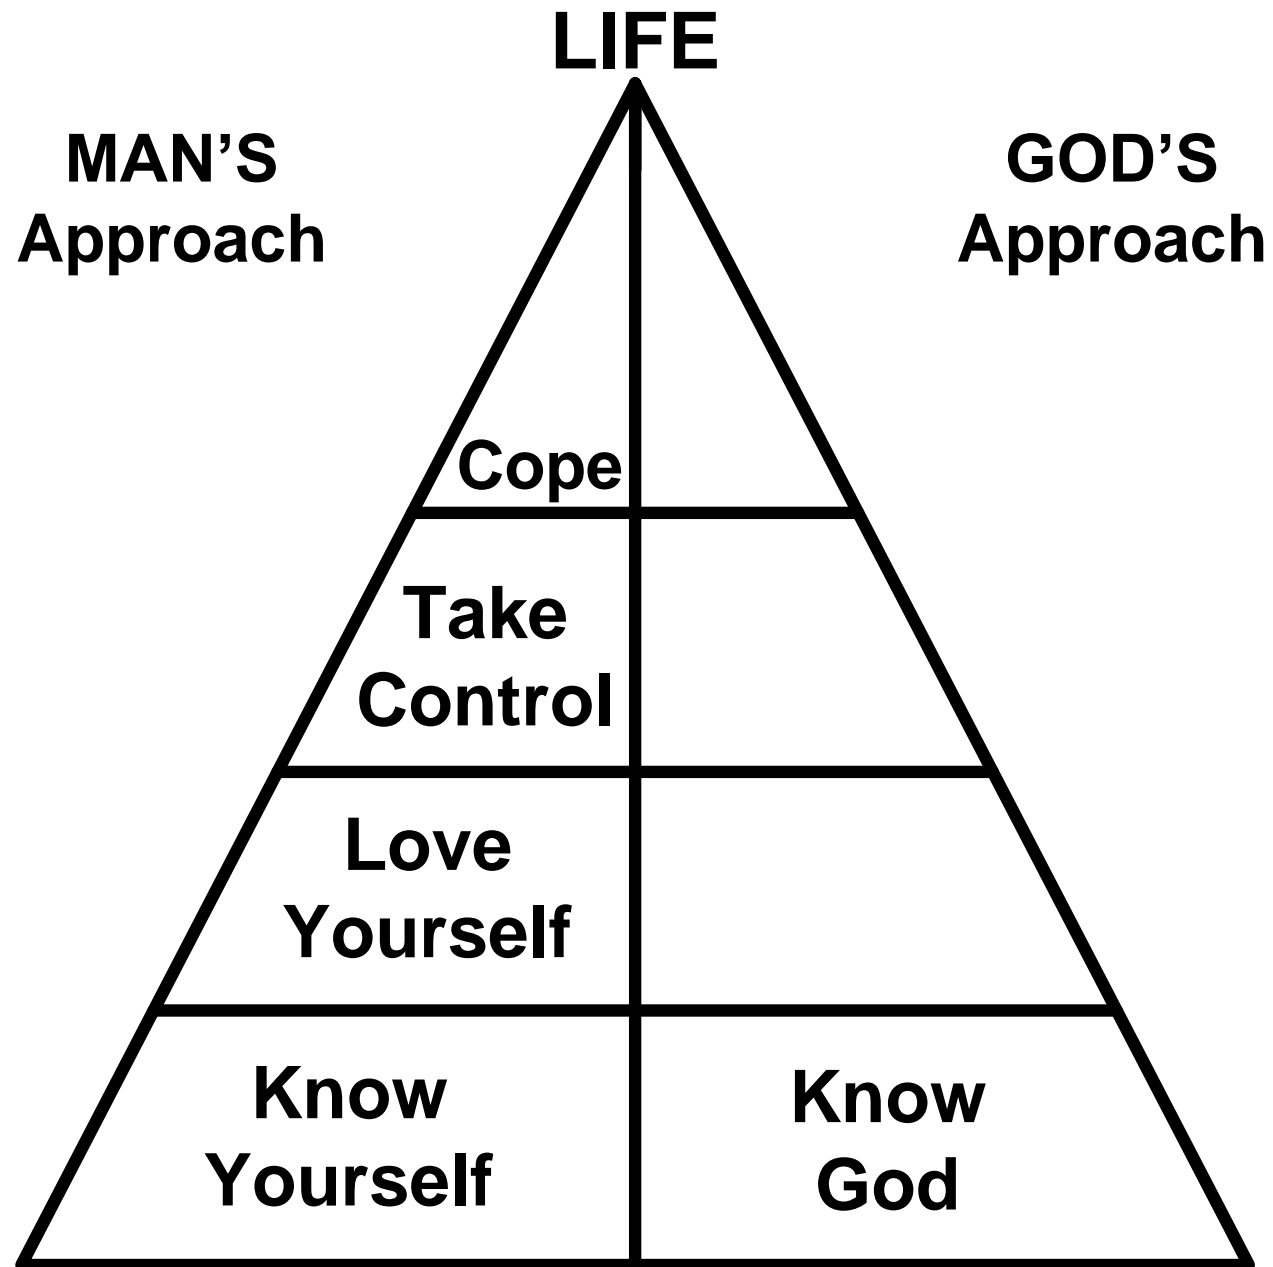 LIFE
MAN’S
Approach
GOD’S
Approach
Cope
Take
Control
Love
Yourself
Know
Yourself
Know
God